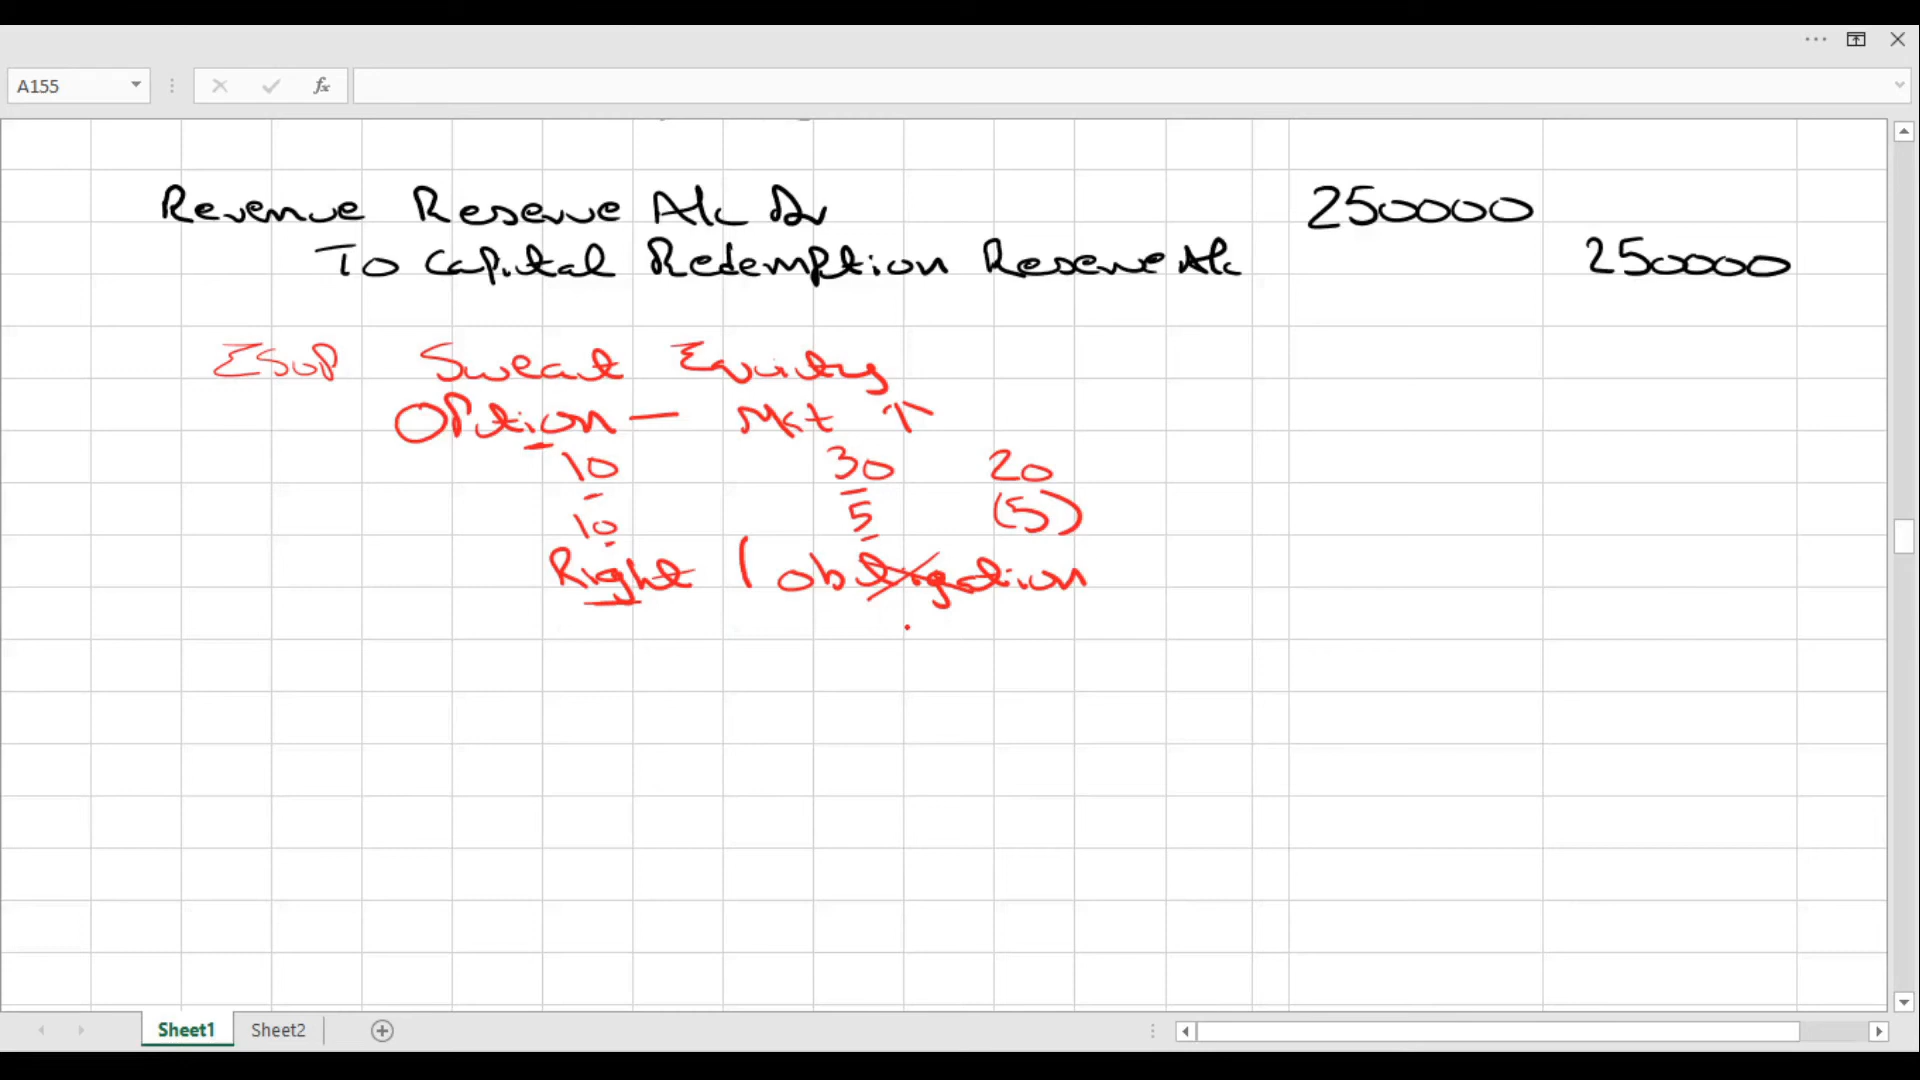 A155
fx
Revenue Reserve A/c Dr 250000
To Capital Redemption Reserve A/c 250000
ESOP Sweat Equity
Option — Mkt ↑
10 30 20
10 5 (5)
Right / obligation
Sheet1 Sheet2